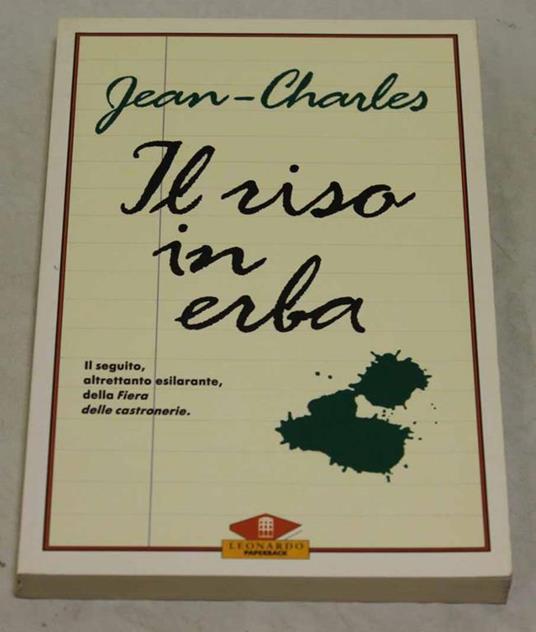 Jean-Charles
Il riso
in
erba
Il seguito,
altrettanto esilarante,
della Fiera
delle castronerie.
LEONARDO
PAPERBACK